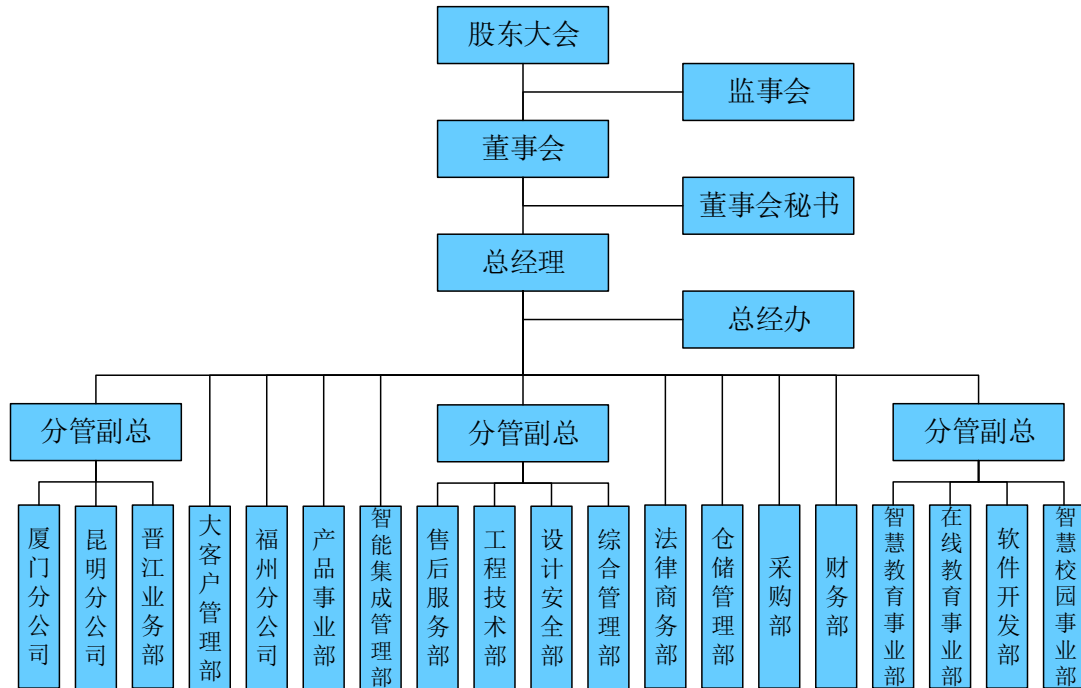 股东大会
监事会
董事会
董事会秘书
总经理
总经办
分管副总
分管副总
分管副总
厦门分公司
昆明分公司
晋江业务部
大客户管理部
福州分公司
产品事业部
智能集成管理部
售后服务部
工程技术部
设计安全部
综合管理部
法律商务部
仓储管理部
采购部
财务部
智慧教育事业部
在线教育事业部
软件开发部
智慧校园事业部